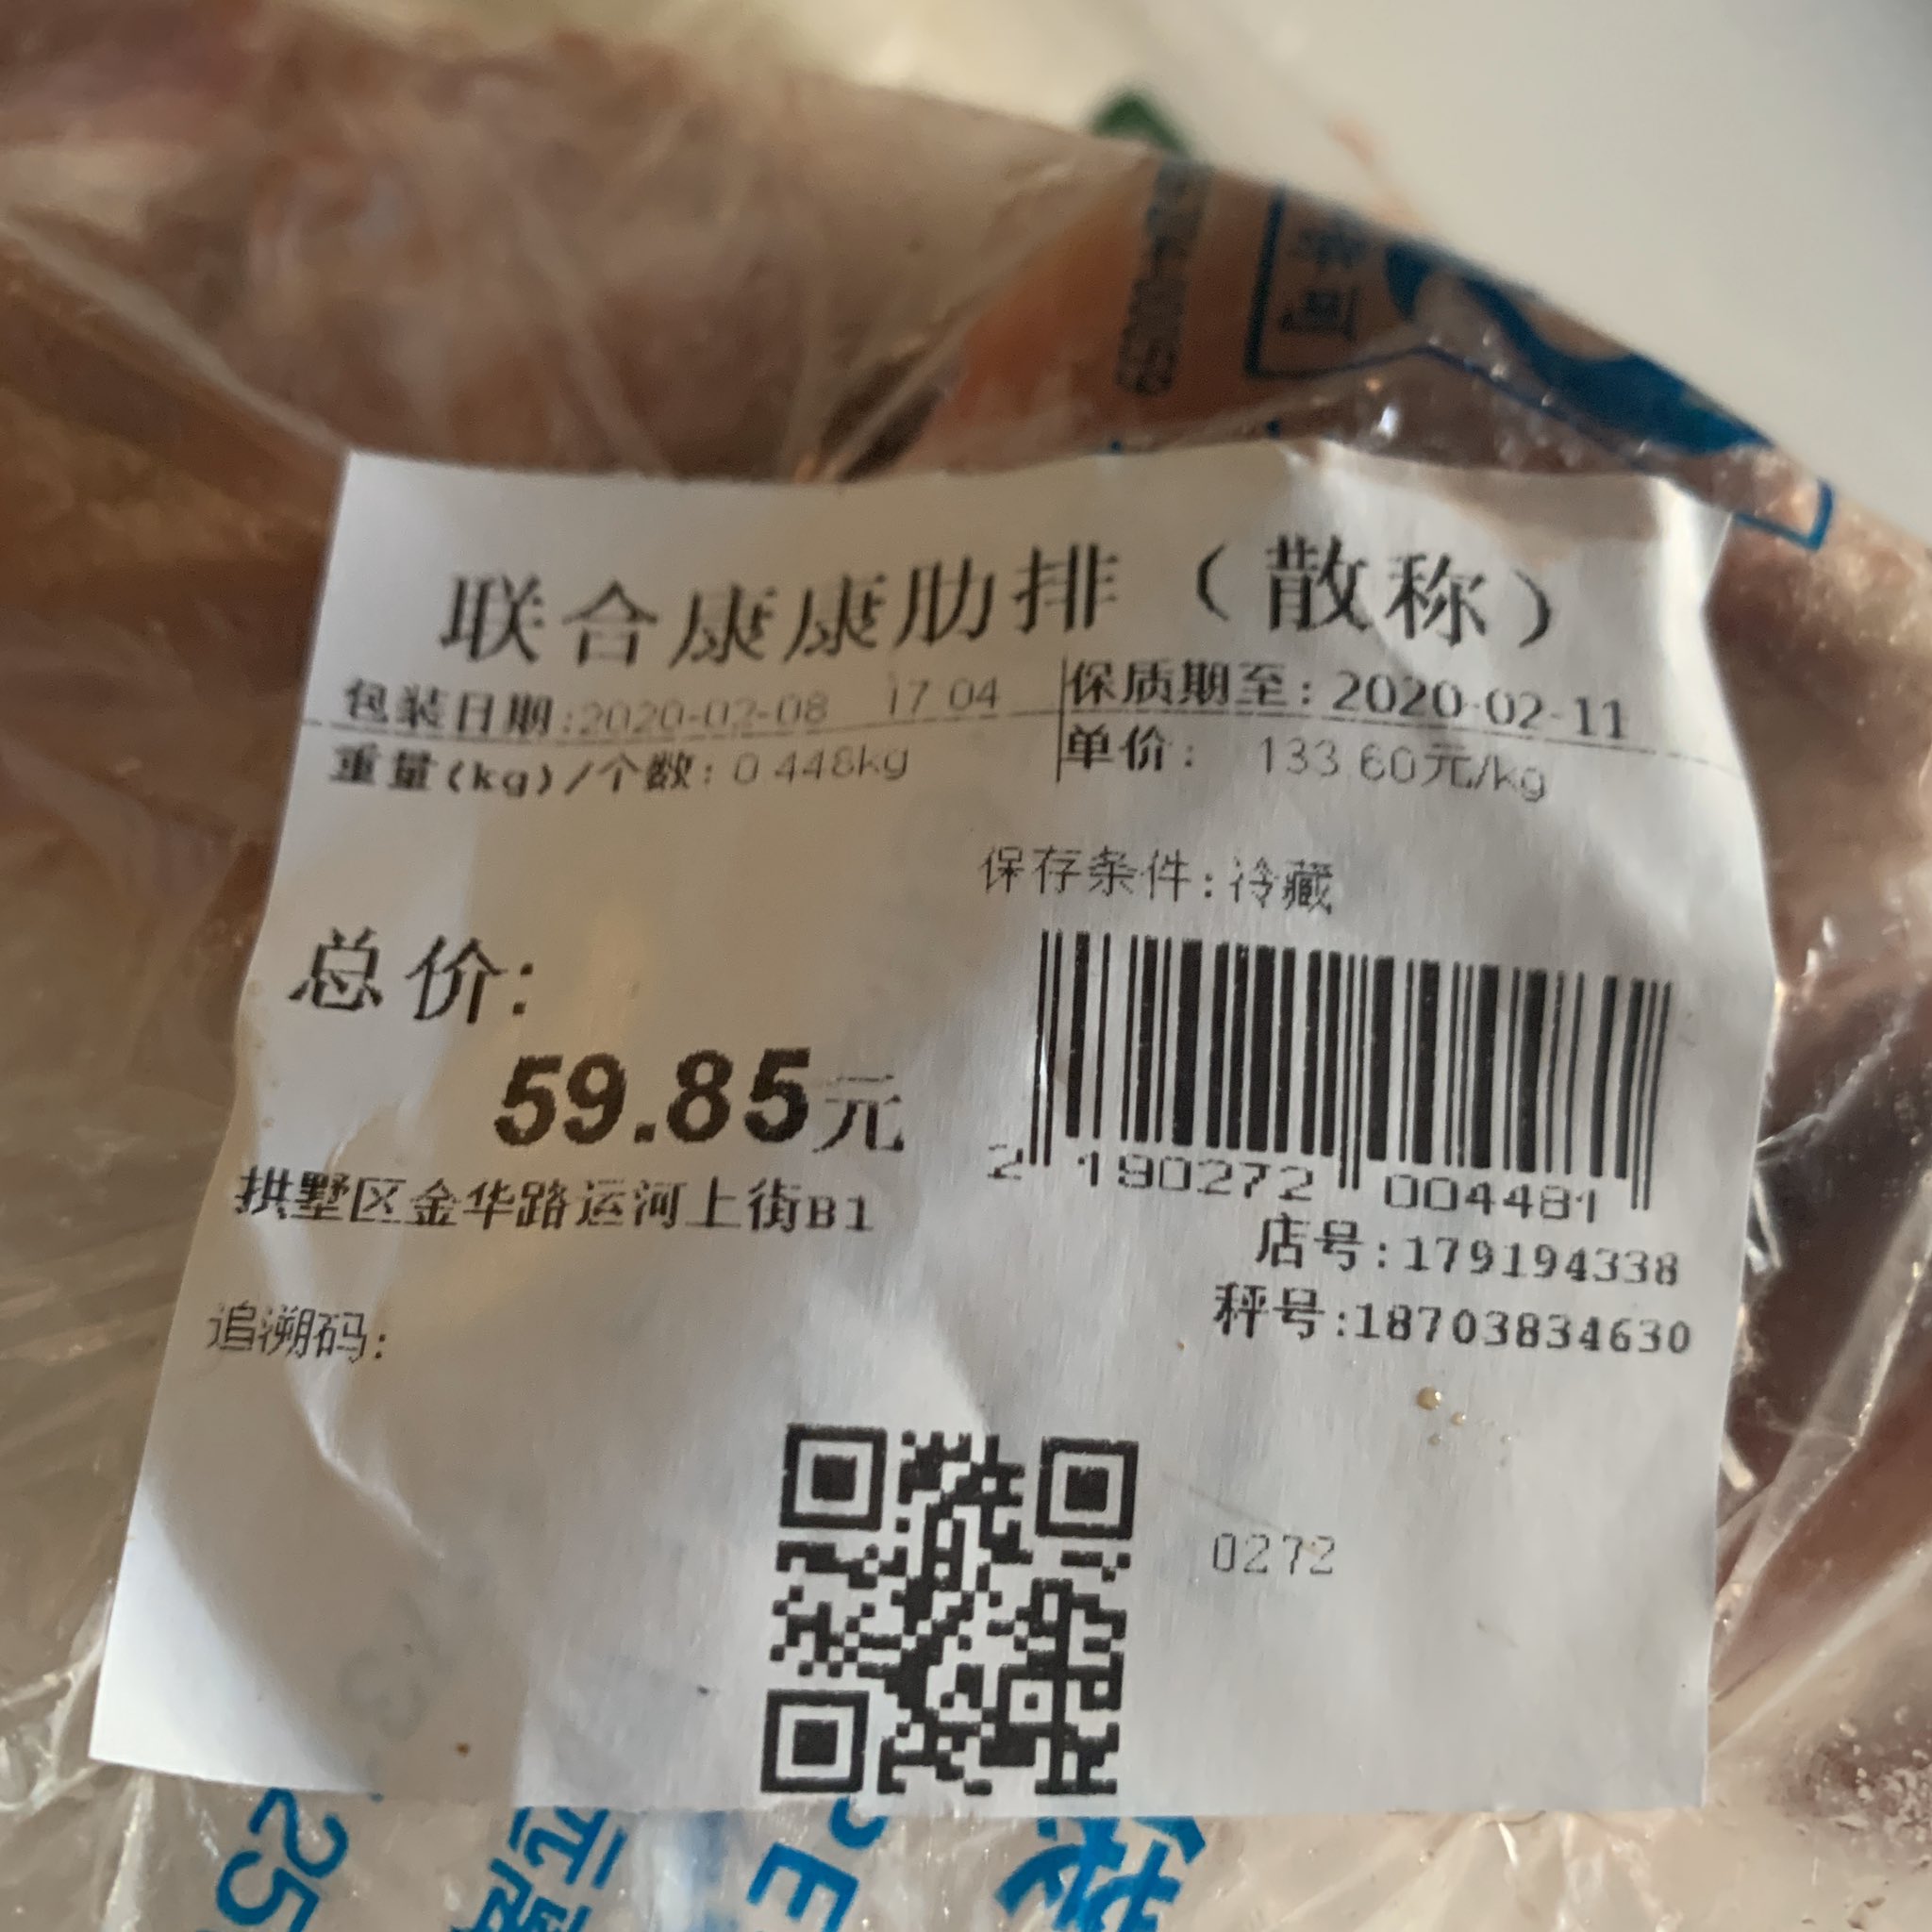 联合康康肋排（散称）
包装日期:2020-02-08 17 04
保质期至: 2020-02-11
重量(kg)/个数: 0 448kg
单价: 133.60元/kg
保存条件:冷藏
总价:
59.85元
2 190272 004481
拱墅区金华路运河上街B1
店号:179194338
秤号:18703834630
追溯码:
0272
25